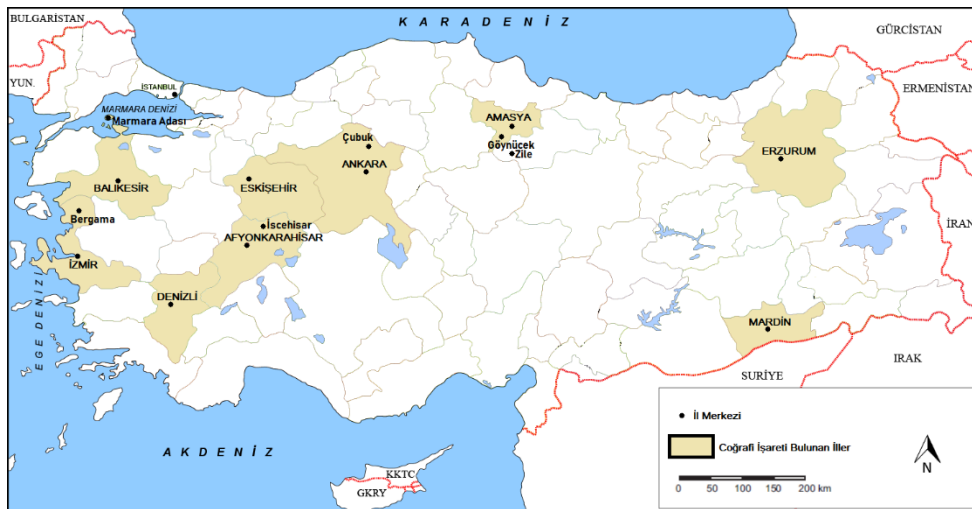 BULGARİSTAN
KARADENİZ
GÜRCİSTAN
YUN.
İSTANBUL
ERMENİSTAN
MARMARA DENİZİ
Marmara Adası
AMASYA
Çubuk
Göynücek
Zile
ANKARA
ERZURUM
ESKİŞEHİR
BALIKESİR
Bergama
İscehisar
İRAN
AFYONKARAHİSAR
İZMİR
EGE DENİZİ
DENİZLİ
MARDİN
IRAK
SURİYE
AKDENİZ
KKTC
GKRY
İl Merkezi
Coğrafi İşareti Bulunan İller
N
0 50 100 150 200 km